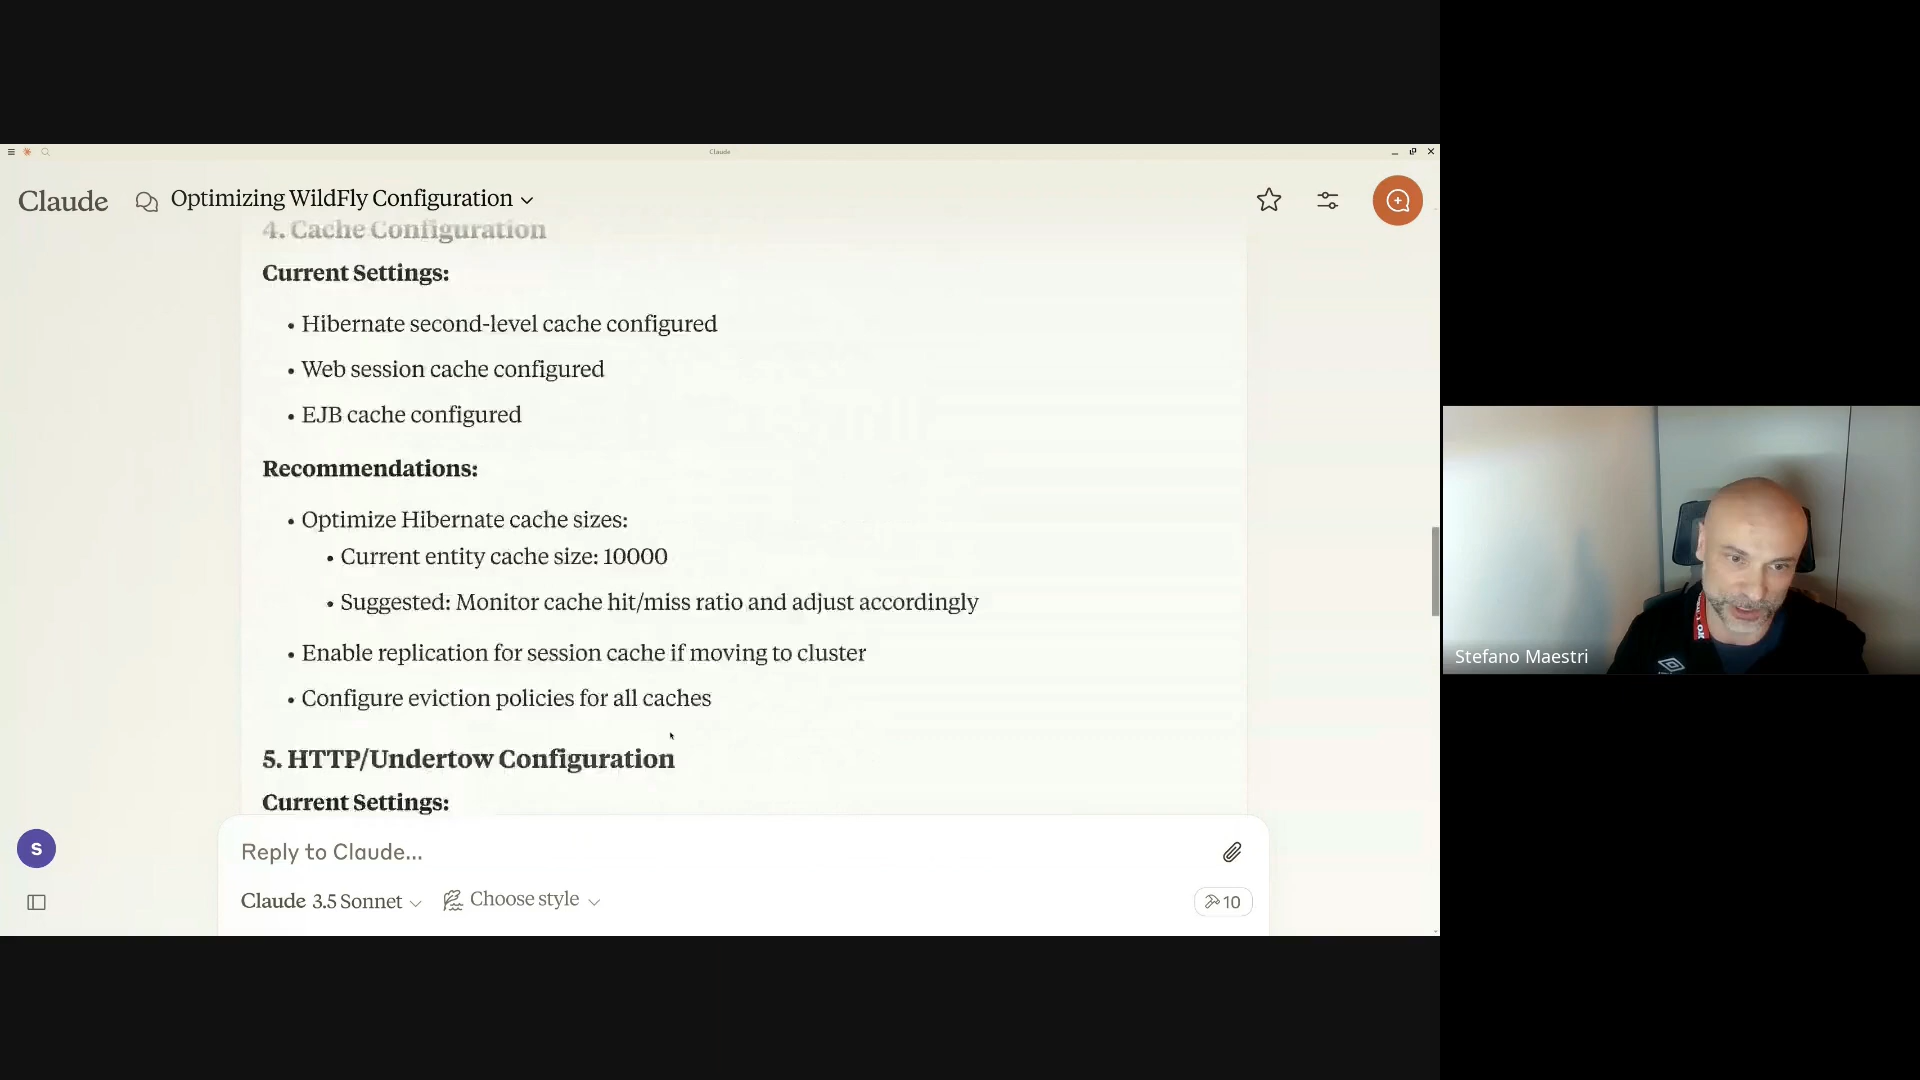 Claude
Claude
Optimizing WildFly Configuration
4. Cache Configuration
Current Settings:
• Hibernate second-level cache configured
• Web session cache configured
• EJB cache configured
Recommendations:
• Optimize Hibernate cache sizes:
• Current entity cache size: 10000
• Suggested: Monitor cache hit/miss ratio and adjust accordingly
• Enable replication for session cache if moving to cluster
• Configure eviction policies for all caches
5. HTTP/Undertow Configuration
Current Settings:
Reply to Claude...
Claude 3.5 Sonnet
Choose style
10
S
Stefano Maestri